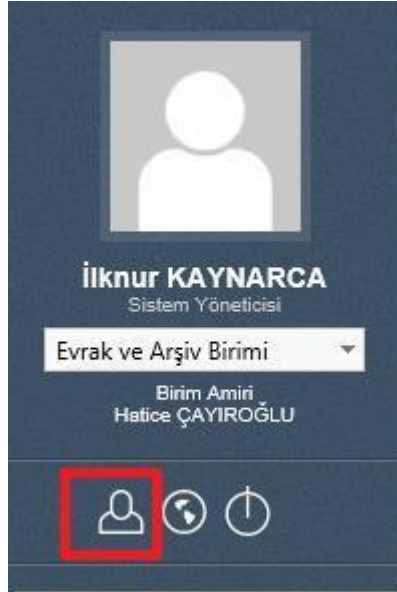 İlknur KAYNARCA
Sistem Yöneticisi
Evrak ve Arşiv Birimi
Birim Amiri
Hatice ÇAYIROĞLU